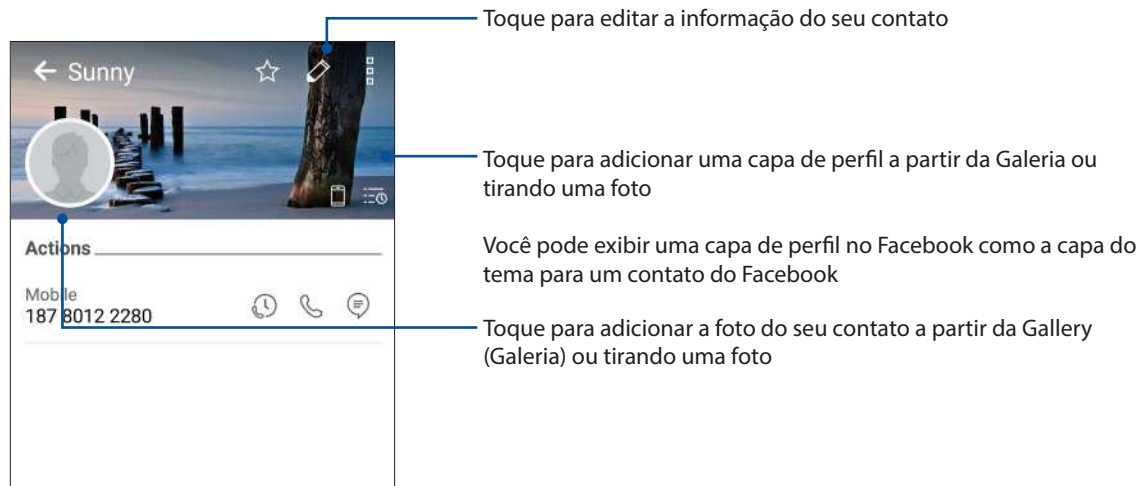 Toque para editar a informação do seu contato
Sunny
Toque para adicionar uma capa de perfil a partir da Galeria ou
tirando uma foto
Você pode exibir uma capa de perfil no Facebook como a capa do
tema para um contato do Facebook
Actions
Mobile
187 8012 2280
Toque para adicionar a foto do seu contato a partir da Gallery
(Galeria) ou tirando uma foto